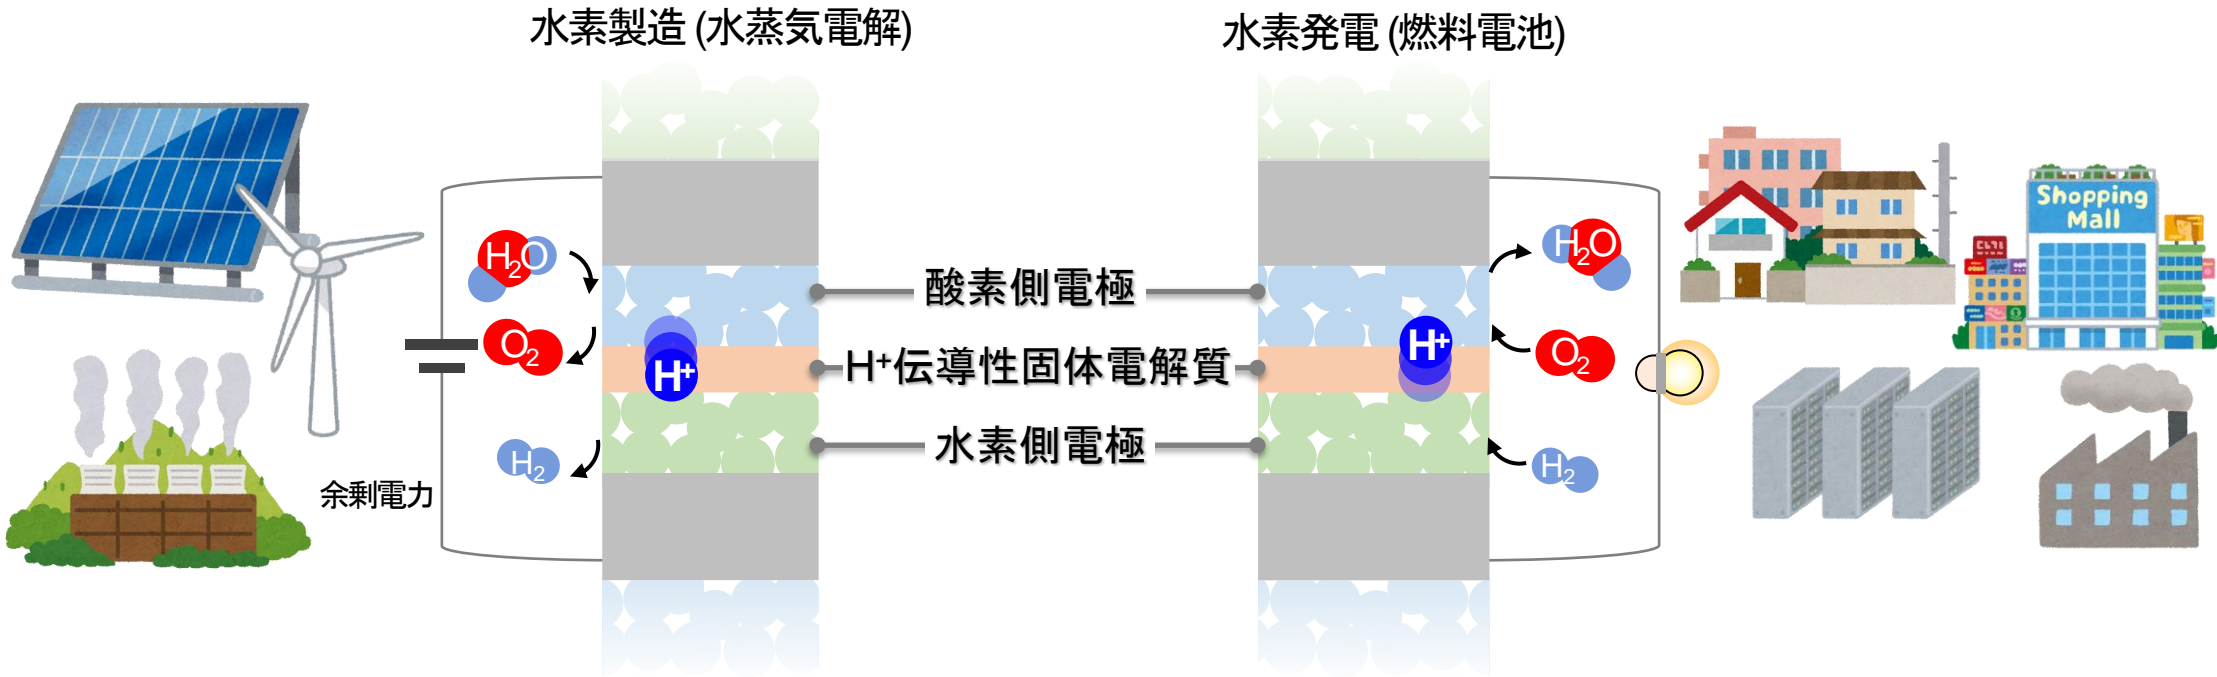 水素製造 (水蒸気電解)
水素発電 (燃料電池)
H₂O
O₂
H⁺
H₂
余剰電力
酸素側電極
H⁺伝導性固体電解質
水素側電極
H₂O
H⁺
O₂
H₂
Shopping
Mall